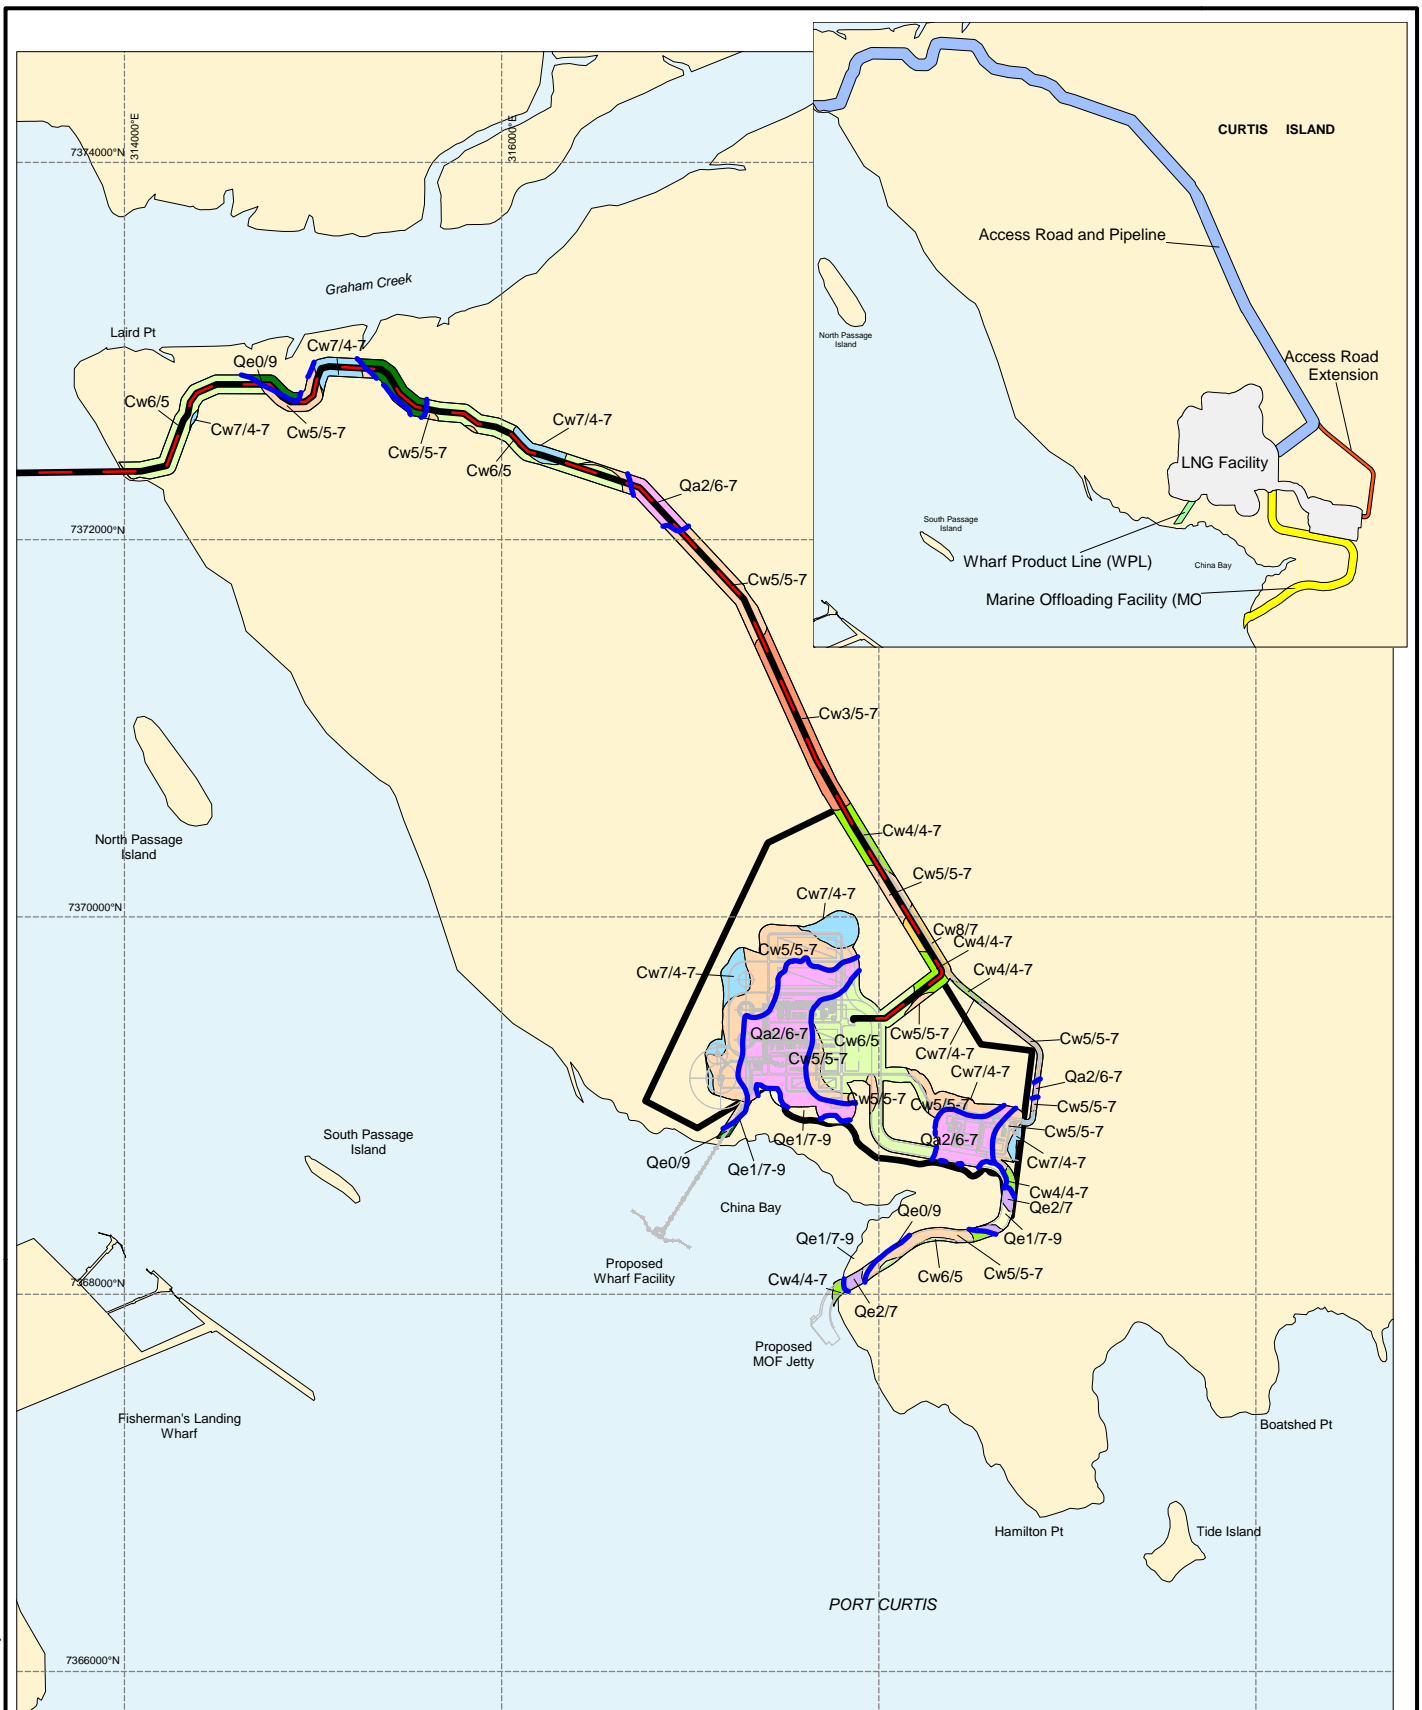 CURTIS ISLAND
Access Road and Pipeline
North Passage
Island
Access Road
Extension
LNG Facility
South Passage
Island
Wharf Product Line (WPL)
China Bay
Marine Offloading Facility (MO
7374000°N
314000°E
316000°E
Graham Creek
Laird Pt
Cw7/4-7
Qe0/9
Cw6/5
Cw7/4-7
Cw5/5-7
Cw7/4-7
Cw5/5-7
Cw6/5
Qa2/6-7
7372000°N
Cw5/5-7
Cw3/5-7
North Passage
Island
Cw4/4-7
Cw5/5-7
Cw7/4-7
7370000°N
Cw8/7
Cw4/4-7
Cw5/5-7
Cw7/4-7
Cw4/4-7
Qa2/6-7
Cw6/5
Cw5/5-7
Cw5/5-7
Cw5/5-7
Cw7/4-7
Cw7/4-7
Qa2/6-7
Cw5/5-7
Cw5/5-7
Cw5/5-7
Cw5/5-7
South Passage
Island
Qe1/7-9
Qa2/6-7
Qe0/9
Qe1/7-9
Cw7/4-7
Cw4/4-7
Qe2/7
China Bay
Qe0/9
Qe1/7-9
Qe1/7-9
Proposed
Wharf Facility
Cw4/4-7
Cw6/5
Cw5/5-7
7368000°N
Qe2/7
Proposed
MOF Jetty
Fisherman's Landing
Wharf
Boatshed Pt
Hamilton Pt
Tide Island
PORT CURTIS
7366000°N